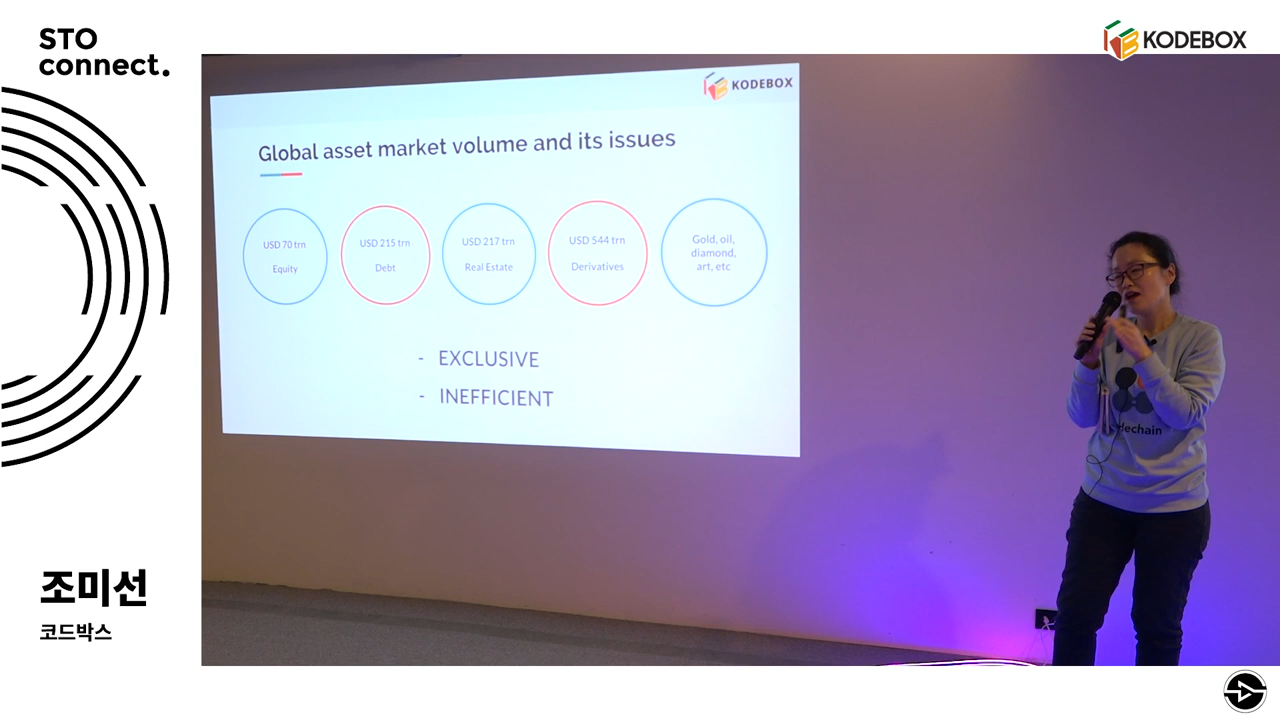 STO
connect.
KODEBOX
KODEBOX
Global asset market volume and its issues
USD 70 trn
Equity
USD 215 trn
Debt
USD 217 trn
Real Estate
USD 544 trn
Derivatives
Gold, oil,
diamond,
art, etc
- EXCLUSIVE
- INEFFICIENT
dechain
조미선
코드박스